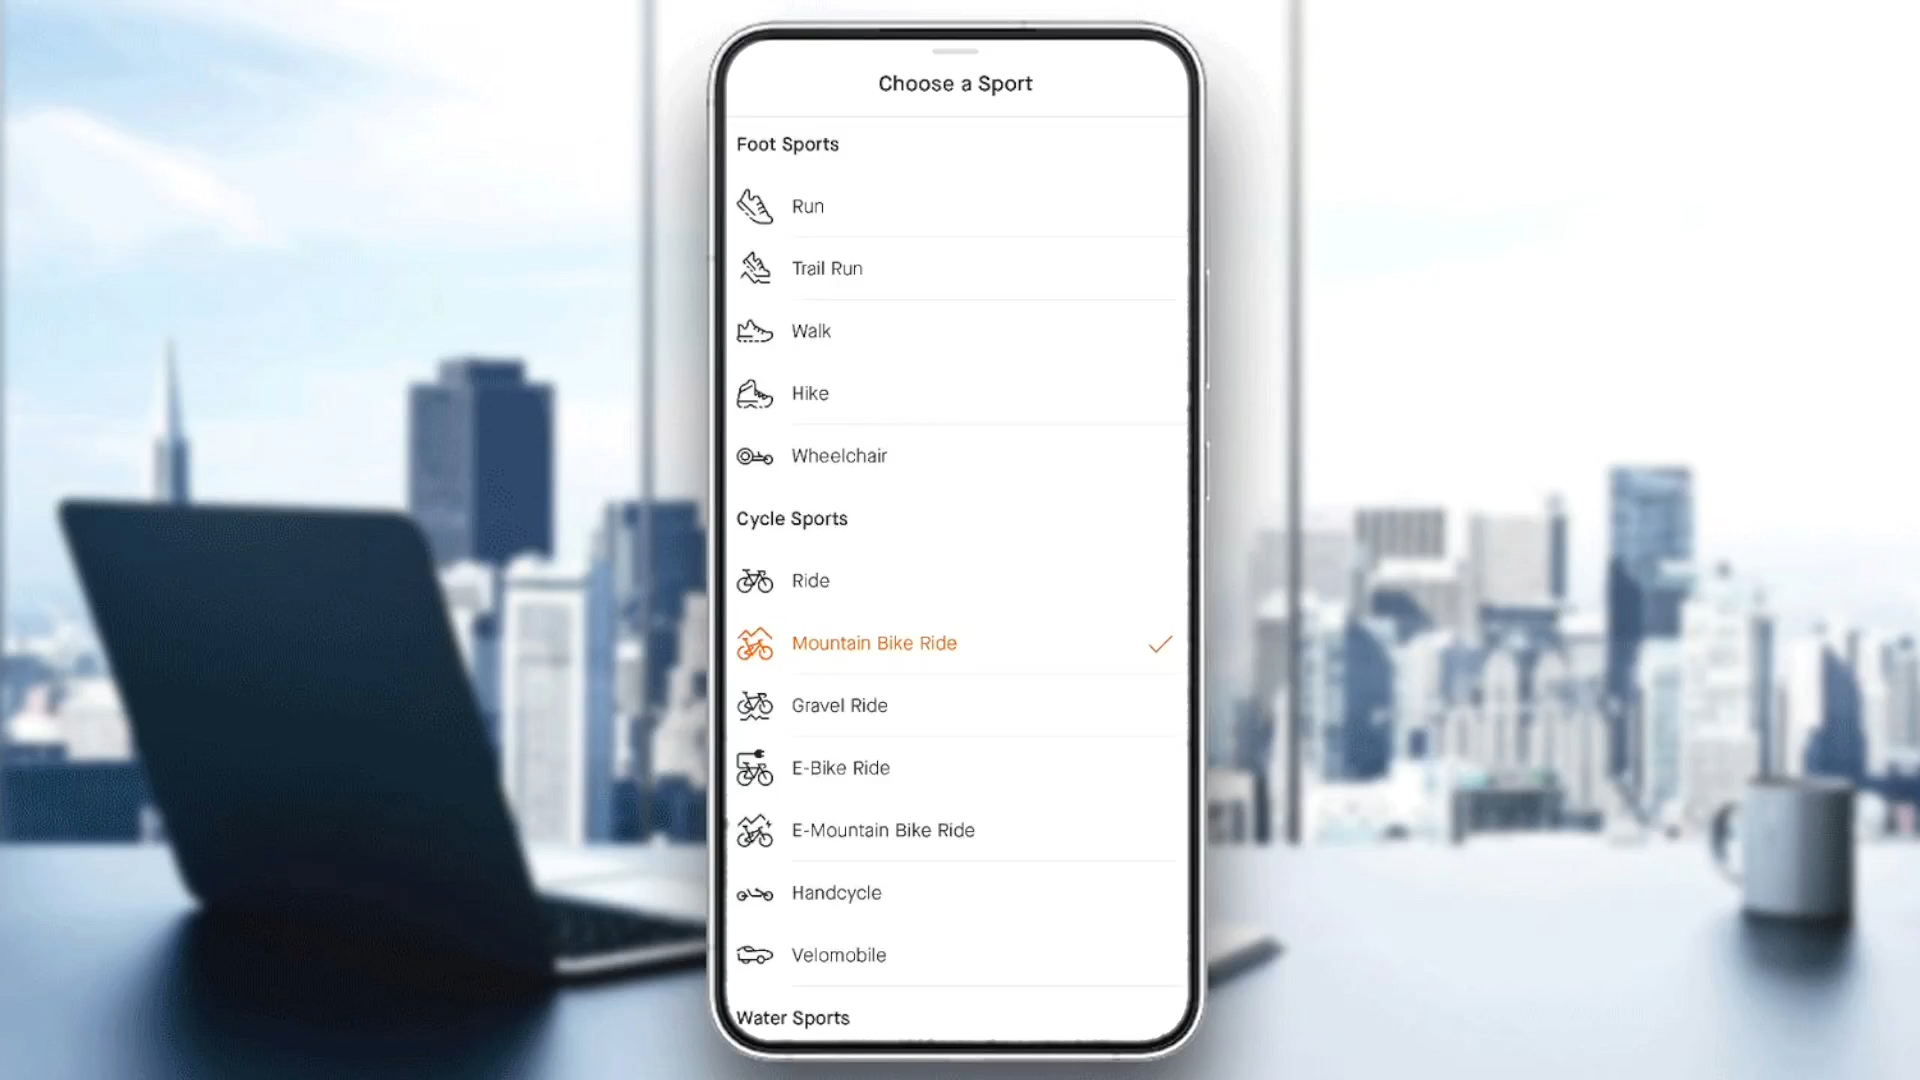 Choose a Sport
Foot Sports
Run
Trail Run
Walk
Hike
Wheelchair
Cycle Sports
Ride
Mountain Bike Ride
Gravel Ride
E-Bike Ride
E-Mountain Bike Ride
Handcycle
Velomobile
Water Sports